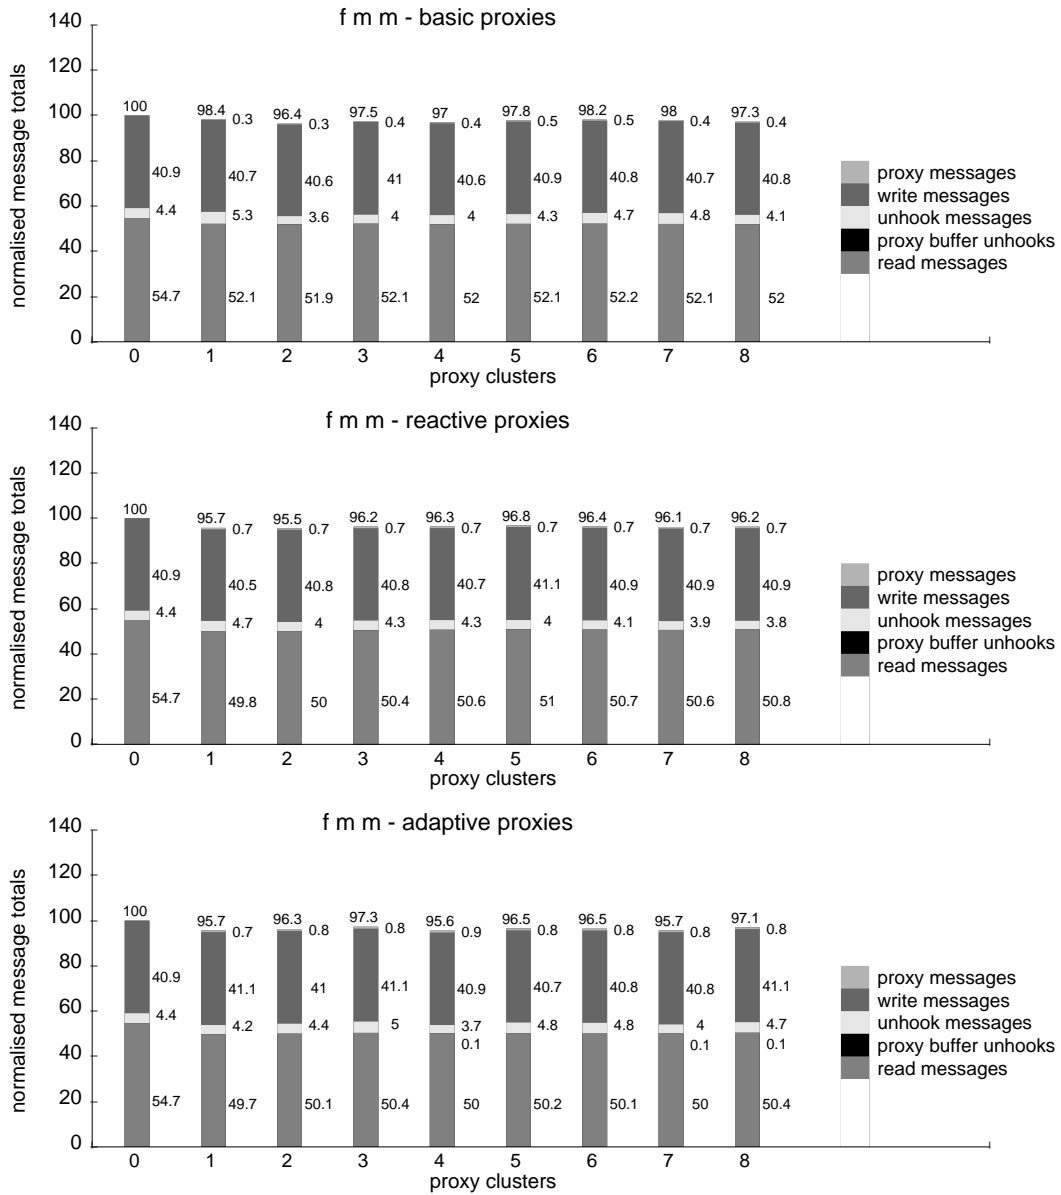 f m m - basic proxies
normalised message totals
140
120
100
80
60
40
20
0
100 98.4 96.4 97.5 97 97.8 98.2 98 97.3
0.3 0.3 0.4 0.4 0.5 0.5 0.4 0.4
40.9 40.7 40.6 41 40.6 40.9 40.8 40.7 40.8
4.4 5.3 3.6 4 4 4.3 4.7 4.8 4.1
54.7 52.1 51.9 52.1 52 52.1 52.2 52.1 52
0 1 2 3 4 5 6 7 8
proxy clusters
proxy messages
write messages
unhook messages
proxy buffer unhooks
read messages
f m m - reactive proxies
normalised message totals
140
120
100
80
60
40
20
0
100 95.7 95.5 96.2 96.3 96.8 96.4 96.1 96.2
0.7 0.7 0.7 0.7 0.7 0.7 0.7 0.7
40.9 40.5 40.8 40.8 40.7 41.1 40.9 40.9 40.9
4.4 4.7 4 4.3 4.3 4 4.1 3.9 3.8
54.7 49.8 50 50.4 50.6 51 50.7 50.6 50.8
0 1 2 3 4 5 6 7 8
proxy clusters
proxy messages
write messages
unhook messages
proxy buffer unhooks
read messages
f m m - adaptive proxies
normalised message totals
140
120
100
80
60
40
20
0
100 95.7 96.3 97.3 95.6 96.5 96.5 95.7 97.1
0.7 0.8 0.8 0.9 0.8 0.8 0.8 0.8
40.9 41.1 41 41.1 40.9 40.7 40.8 40.8 41.1
4.4 4.2 4.4 5 3.7 4.8 4.8 4 4.7
0.1 0.1 0.1
54.7 49.7 50.1 50.4 50 50.2 50.1 50 50.4
0 1 2 3 4 5 6 7 8
proxy clusters
proxy messages
write messages
unhook messages
proxy buffer unhooks
read messages